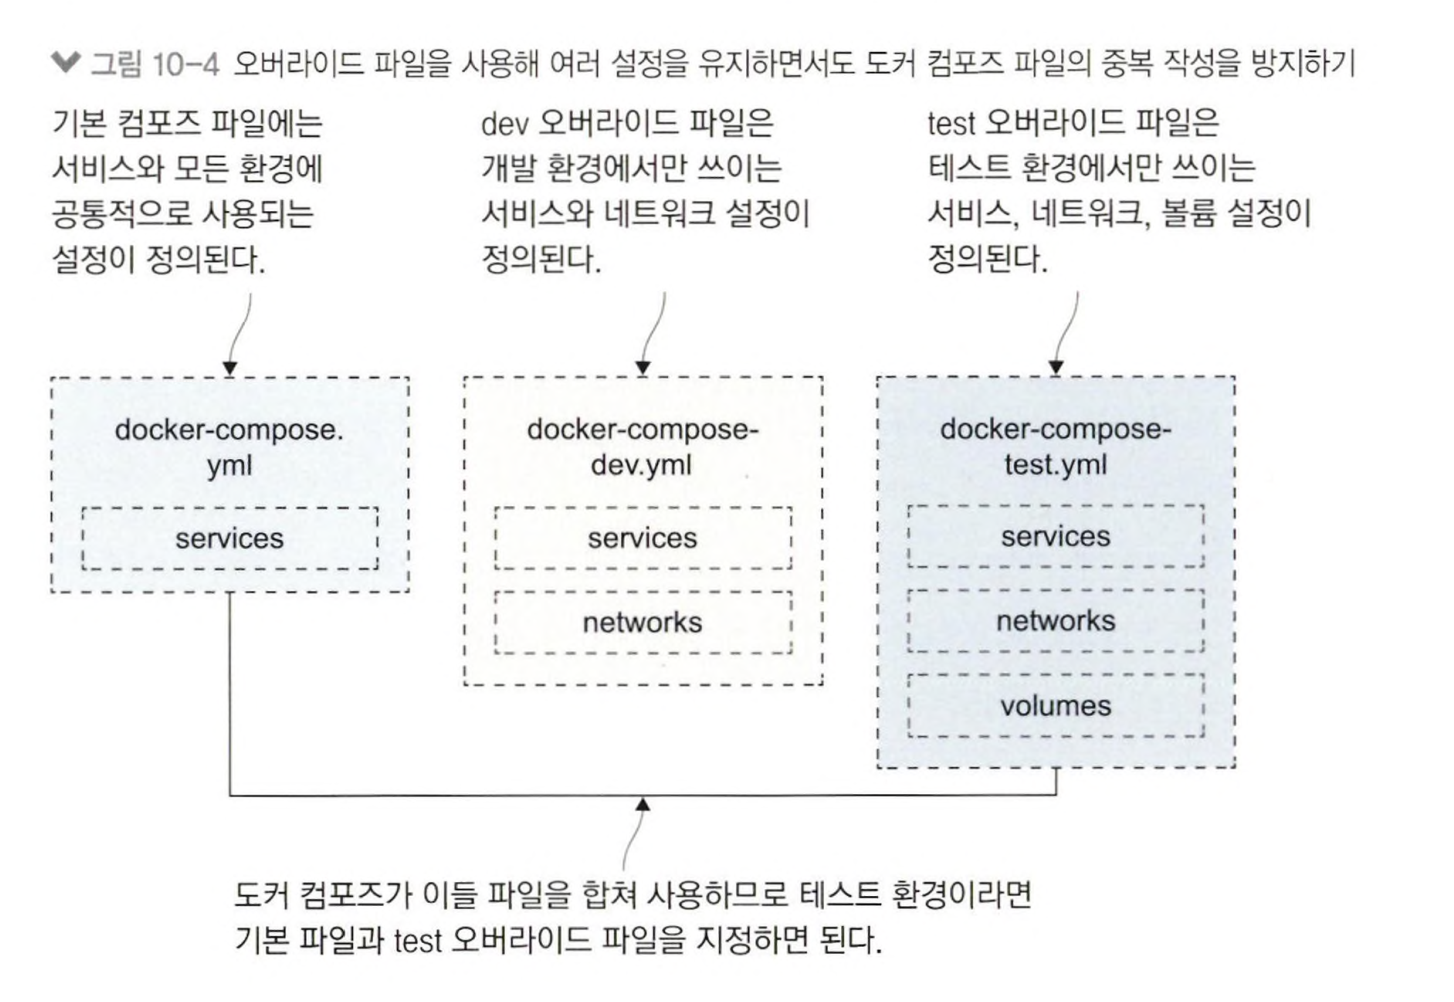 그림 10-4 오버라이드 파일을 사용해 여러 설정을 유지하면서도 도커 컴포즈 파일의 중복 작성을 방지하기
기본 컴포즈 파일에는
서비스와 모든 환경에
공통적으로 사용되는
설정이 정의된다.
dev 오버라이드 파일은
개발 환경에서만 쓰이는
서비스와 네트워크 설정이
정의된다.
test 오버라이드 파일은
테스트 환경에서만 쓰이는
서비스, 네트워크, 볼륨 설정이
정의된다.
docker-compose.
yml
services
docker-compose-
dev.yml
services
networks
docker-compose-
test.yml
services
networks
volumes
도커 컴포즈가 이들 파일을 합쳐 사용하므로 테스트 환경이라면
기본 파일과 test 오버라이드 파일을 지정하면 된다.